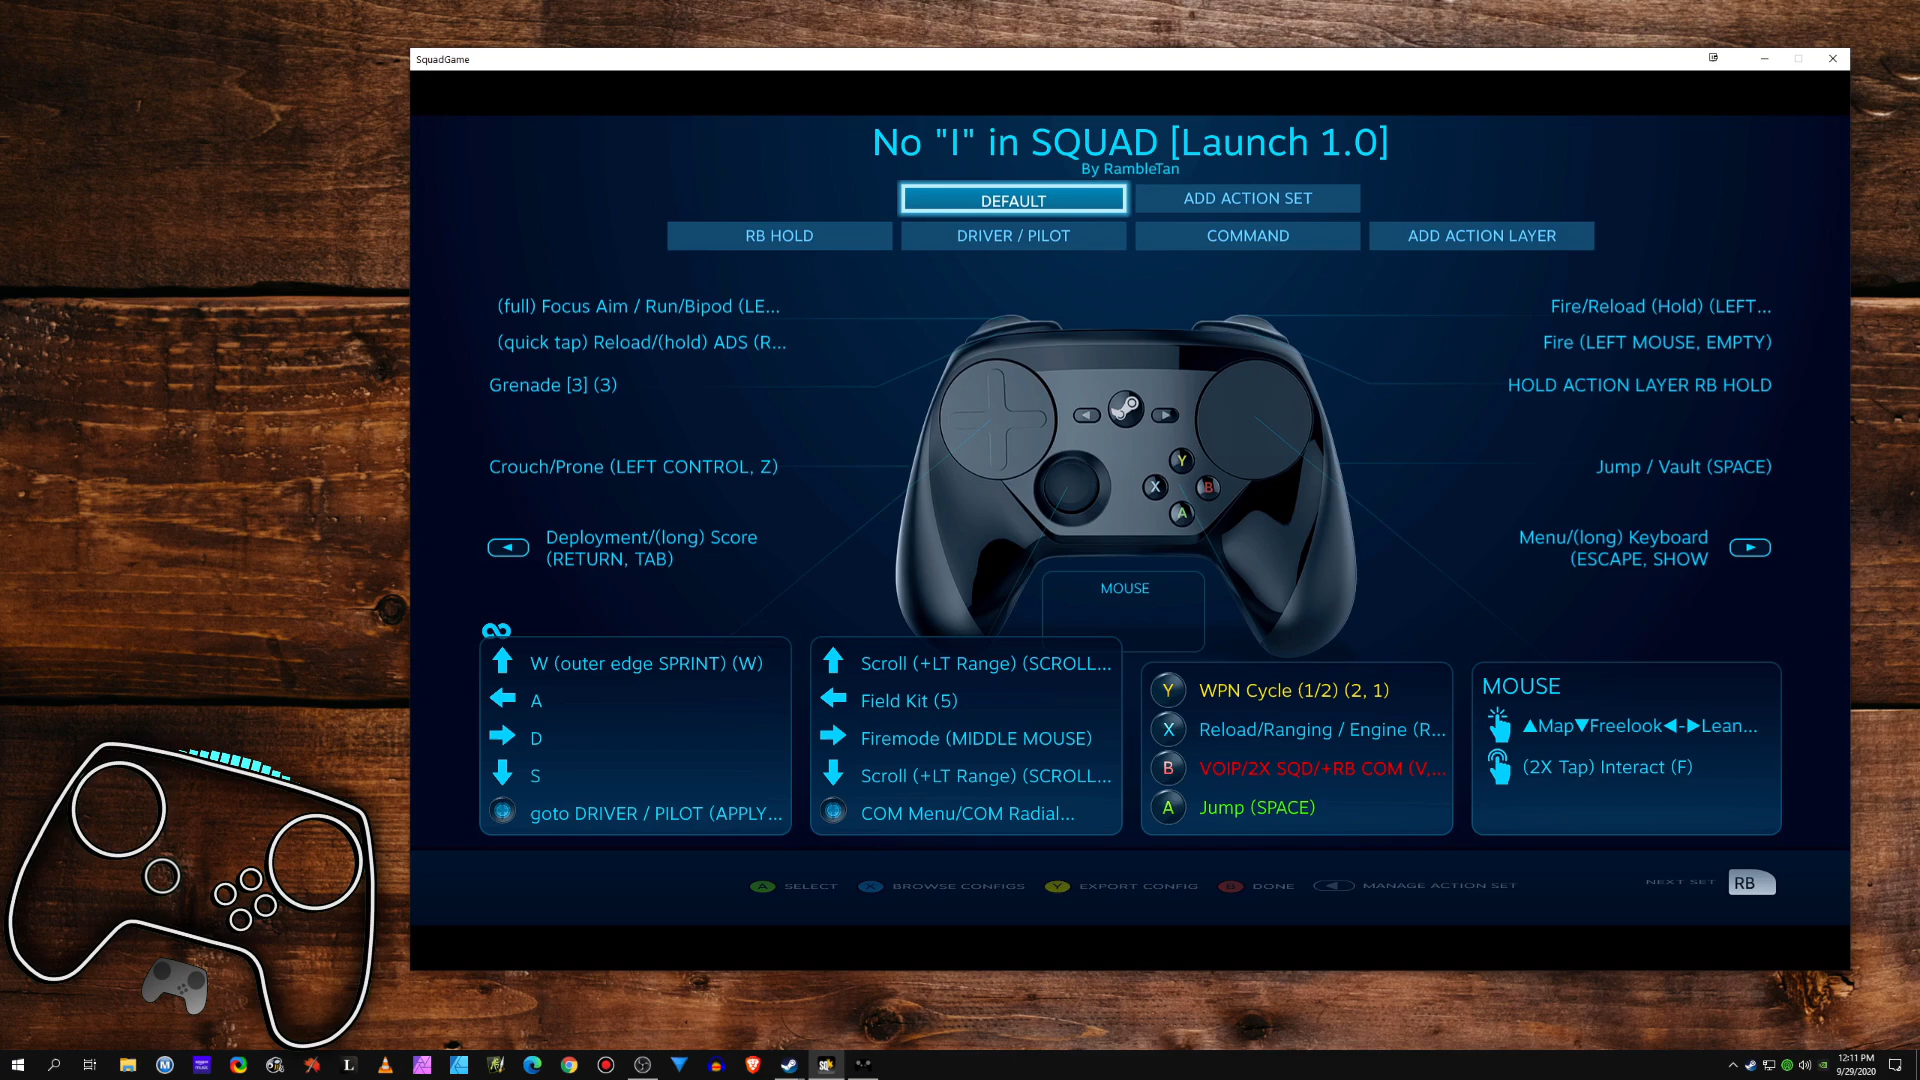 SquadGame
No "I" in SQUAD [Launch 1.0]
By RambleTan
DEFAULT
ADD ACTION SET
RB HOLD
DRIVER / PILOT
COMMAND
ADD ACTION LAYER
(full) Focus Aim / Run/Bipod (LE...
(quick tap) Reload/(hold) ADS (R...
Grenade [3] (3)
Crouch/Prone (LEFT CONTROL, Z)
Deployment/(long) Score
(RETURN, TAB)
Fire/Reload (Hold) (LEFT...
Fire (LEFT MOUSE, EMPTY)
HOLD ACTION LAYER RB HOLD
Jump / Vault (SPACE)
Menu/(long) Keyboard
(ESCAPE, SHOW
Y
X
B
A
MOUSE
W (outer edge SPRINT) (W)
A
D
S
goto DRIVER / PILOT (APPLY...
Scroll (+LT Range) (SCROLL...
Field Kit (5)
Firemode (MIDDLE MOUSE)
Scroll (+LT Range) (SCROLL...
COM Menu/COM Radial...
Y WPN Cycle (1/2) (2, 1)
X Reload/Ranging / Engine (R...
B VOIP/2X SQD/+RB COM (V,...
A Jump (SPACE)
MOUSE
▲Map▼Freelook◀-▶Lean...
(2X Tap) Interact (F)
A SELECT
X BROWSE CONFIGS
Y EXPORT CONFIG
B DONE
MANAGE ACTION SET
NEXT SET
RB
12:11 PM
9/29/2020